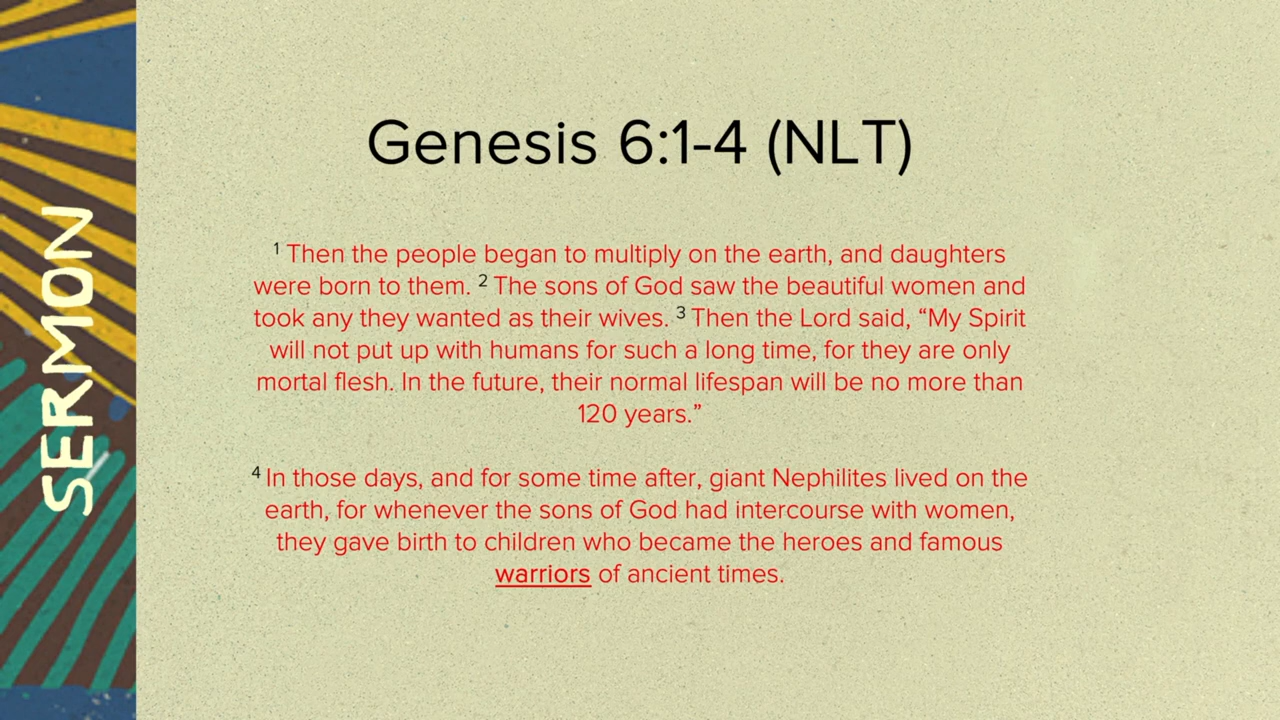 SERMON
Genesis 6:1-4 (NLT)
1 Then the people began to multiply on the earth, and daughters
were born to them. 2 The sons of God saw the beautiful women and
took any they wanted as their wives. 3 Then the Lord said, “My Spirit
will not put up with humans for such a long time, for they are only
mortal flesh. In the future, their normal lifespan will be no more than
120 years.”
4 In those days, and for some time after, giant Nephilites lived on the
earth, for whenever the sons of God had intercourse with women,
they gave birth to children who became the heroes and famous
warriors of ancient times.